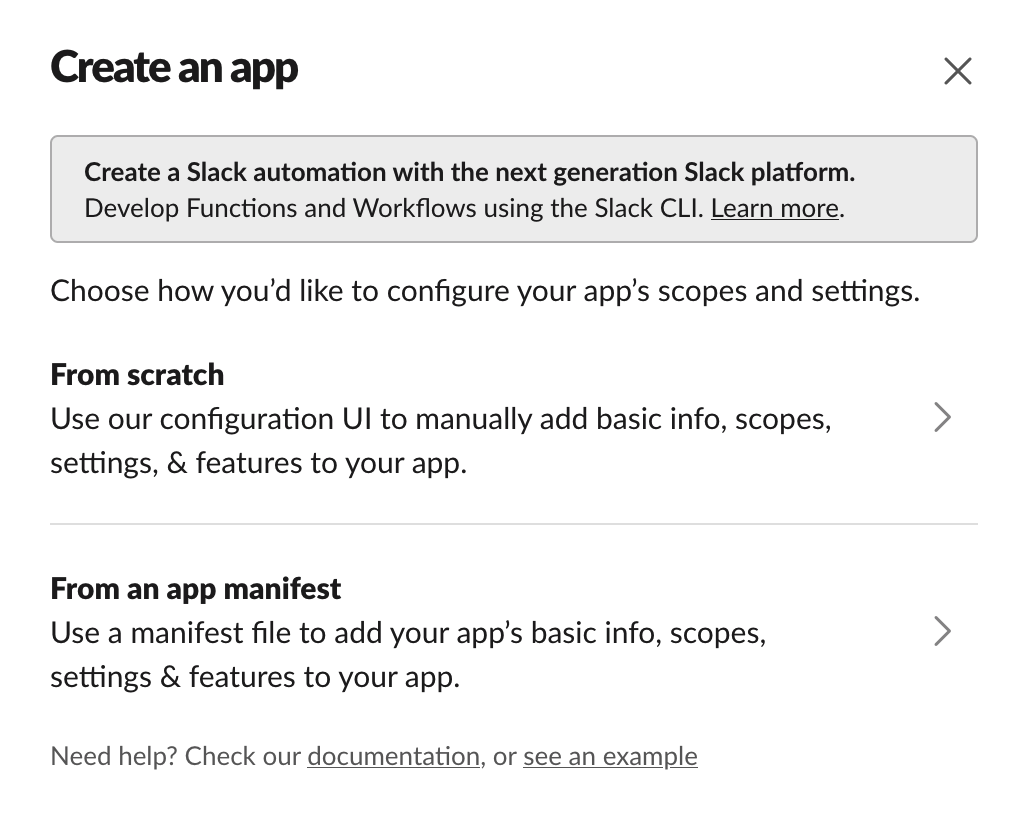 Create an app
Create a Slack automation with the next generation Slack platform.
Develop Functions and Workflows using the Slack CLI. Learn more.
Choose how you’d like to configure your app’s scopes and settings.
From scratch
Use our configuration UI to manually add basic info, scopes,
settings, & features to your app.
From an app manifest
Use a manifest file to add your app’s basic info, scopes,
settings & features to your app.
Need help? Check our documentation, or see an example